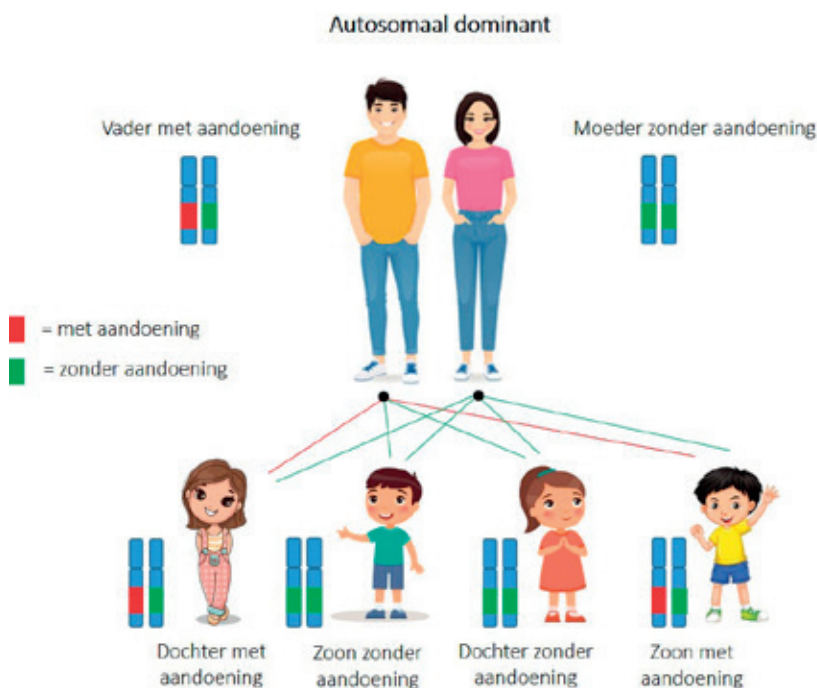 Autosomaal dominant
Vader met aandoening
Moeder zonder aandoening
= met aandoening
= zonder aandoening
Dochter met
aandoening
Zoon zonder
aandoening
Dochter zonder
aandoening
Zoon met
aandoening